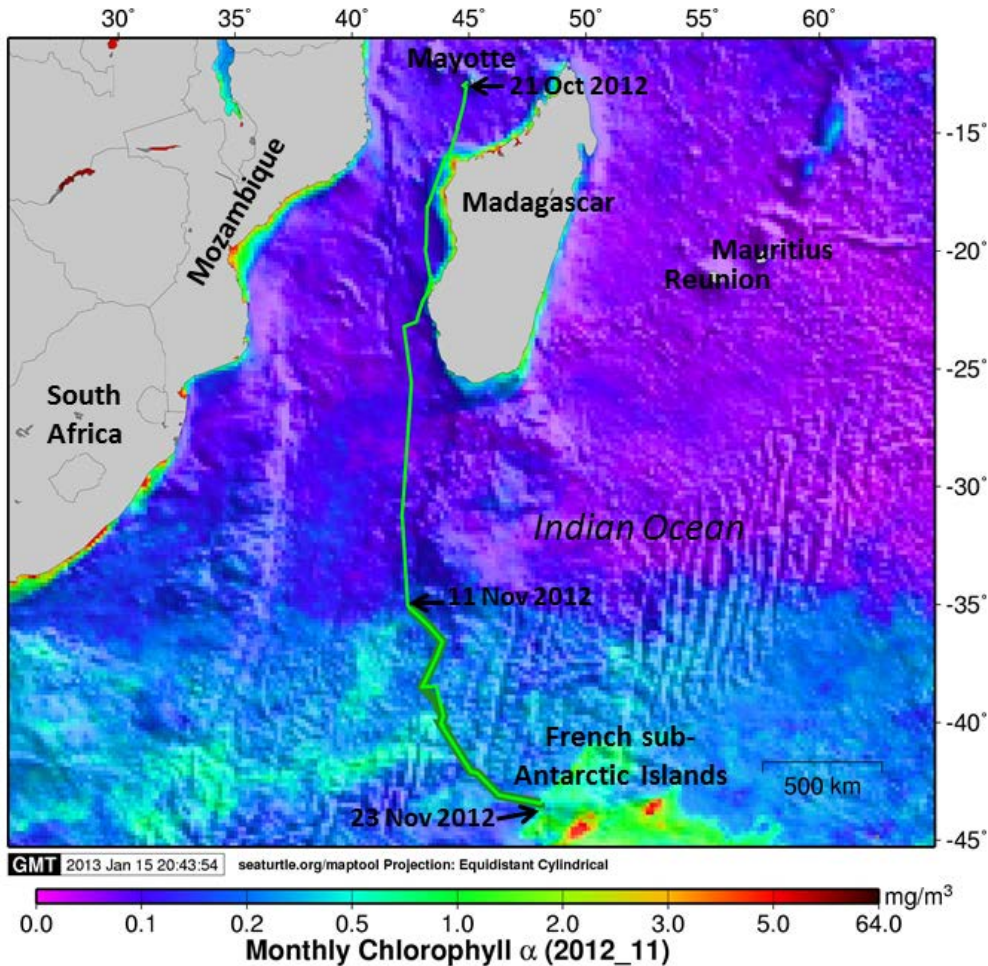 30° 35° 40° 45° 50° 55° 60°
Mayotte
21 Oct 2012
-15°
Mozambique
Madagascar
-20°
Mauritius
Reunion
-25°
South
Africa
-30°
Indian Ocean
11 Nov 2012
-35°
-40°
French sub-
Antarctic Islands
500 km
23 Nov 2012
-45°
GMT 2013 Jan 15 20:43:54 seaturtle.org/maptool Projection: Equidistant Cylindrical
mg/m³
0.0 0.1 0.2 0.5 1.0 2.0 3.0 5.0 64.0
Monthly Chlorophyll α (2012_11)